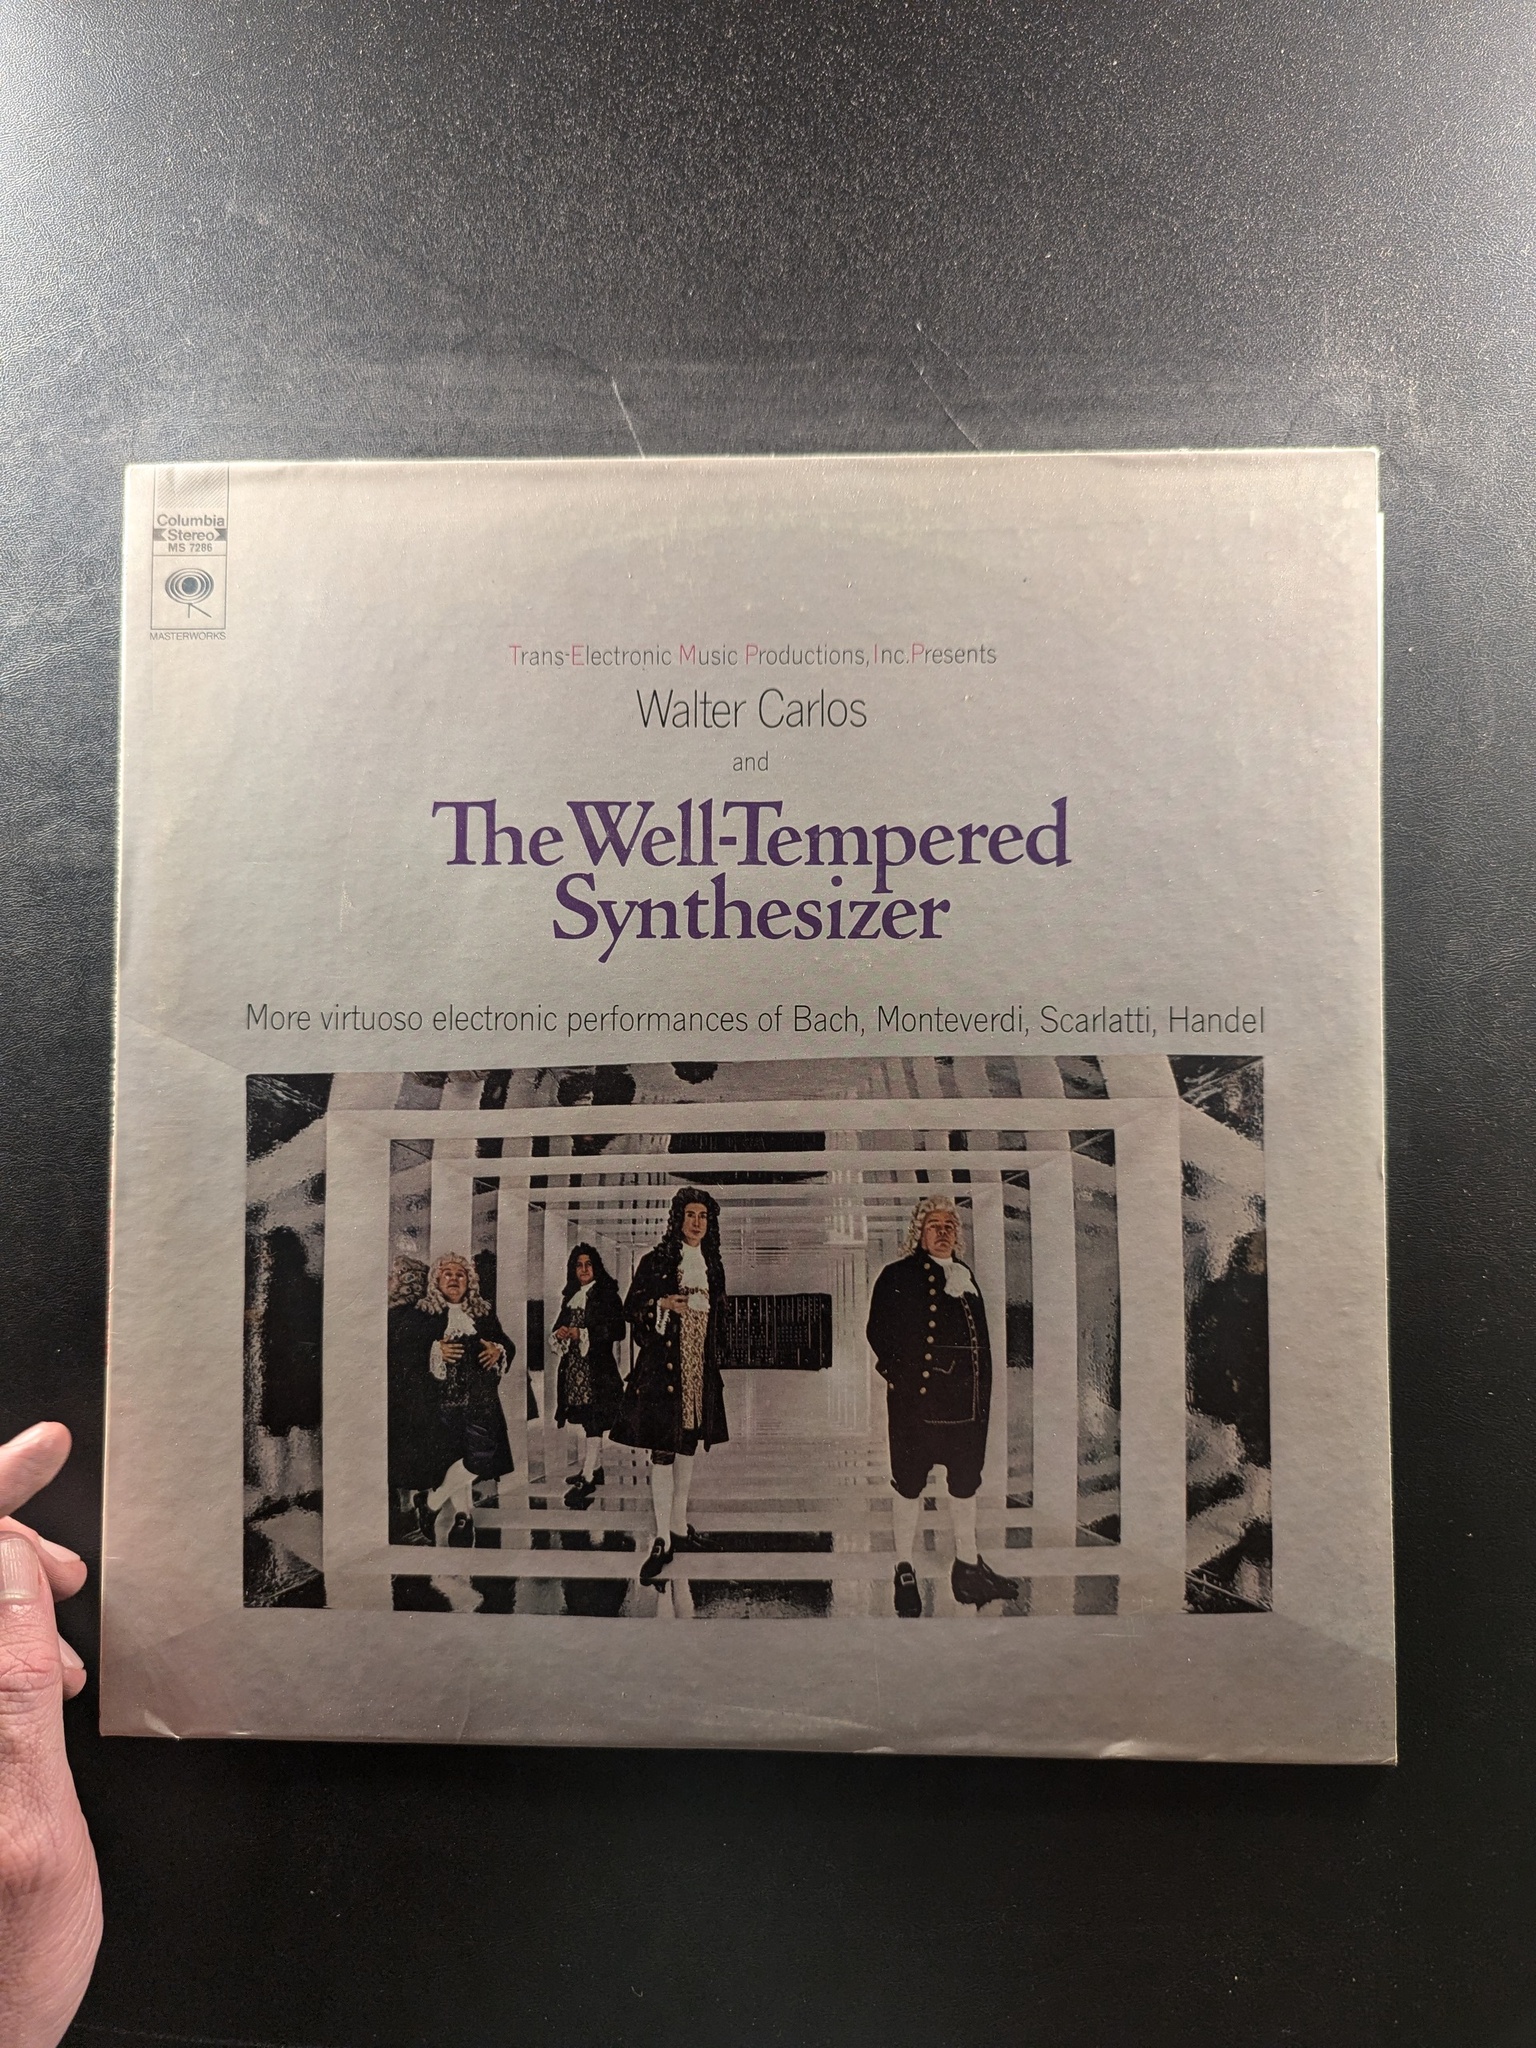 Columbia
Stereo
MS 7286
MASTERWORKS
Trans-Electronic Music Productions, Inc. Presents
Walter Carlos
and
The Well-Tempered
Synthesizer
More virtuoso electronic performances of Bach, Monteverdi, Scarlatti, Handel